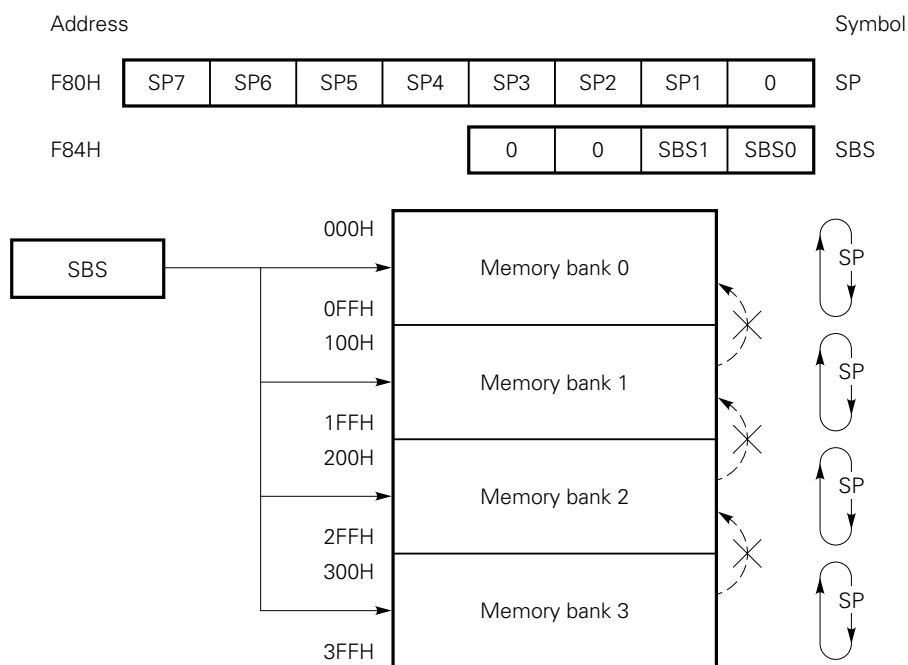 Address Symbol
F80H SP7 SP6 SP5 SP4 SP3 SP2 SP1 0 SP
F84H 0 0 SBS1 SBS0 SBS
000H
SBS Memory bank 0 SP
0FFH
100H
Memory bank 1 SP
1FFH
200H
Memory bank 2 SP
2FFH
300H
Memory bank 3 SP
3FFH